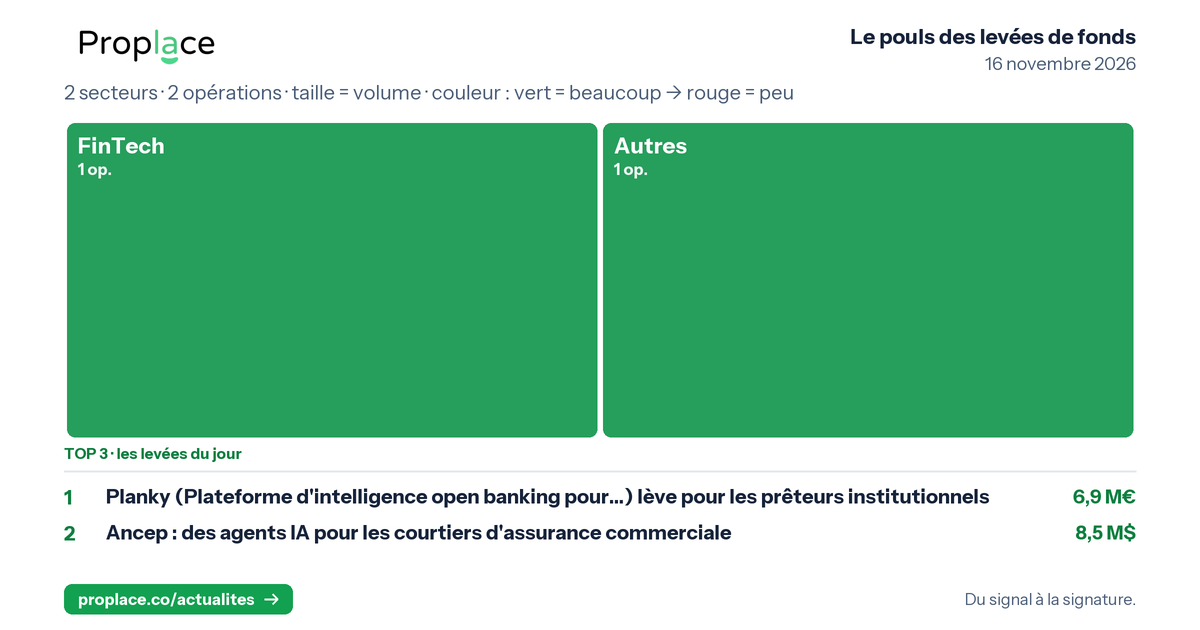 Proplace
Le pouls des levées de fonds
16 novembre 2026
2 secteurs · 2 opérations · taille = volume · couleur : vert = beaucoup → rouge = peu
FinTech
1 op.
Autres
1 op.
TOP 3 · les levées du jour
1 Planky (Plateforme d'intelligence open banking pour...) lève pour les prêteurs institutionnels 6,9 M€
2 Ancep : des agents IA pour les courtiers d'assurance commerciale 8,5 M$
proplace.co/actualites →
Du signal à la signature.